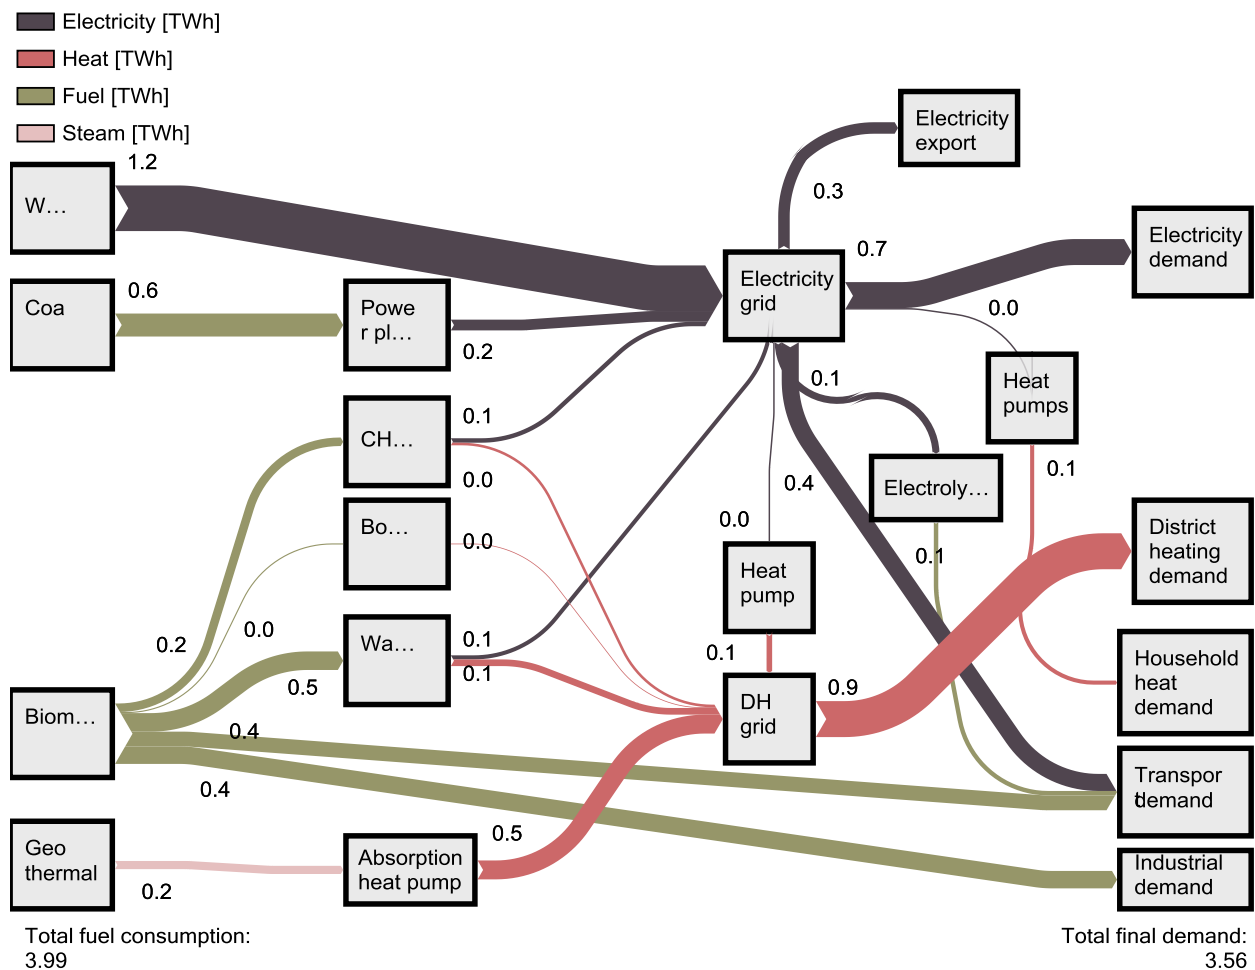 Electricity [TWh]
Heat [TWh]
Fuel [TWh]
Steam [TWh]
1.2
W…
Coa
0.6
Powe
r pl…
0.2
CH…
0.1
0.0
Bo…
0.0
Wa…
0.1
0.1
0.2
0.0
0.5
Biom…
0.4
0.4
Geo
thermal
0.2
Absorption
heat pump
0.5
Electricity
export
0.3
Electricity
grid
0.7
Electricity
demand
0.0
Heat
pumps
0.1
0.1
0.4
Electroly…
0.1
0.0
Heat
pump
0.1
DH
grid
0.9
District
heating
demand
Household
heat
demand
Transpor
t
demand
Industrial
demand
Total fuel consumption:
3.99
Total final demand:
3.56